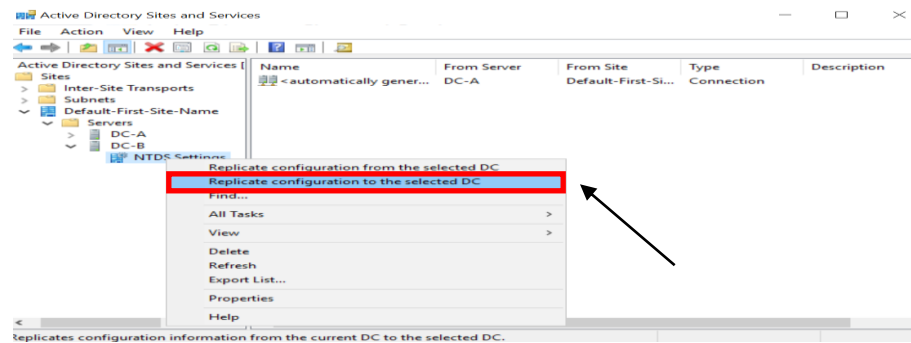 Active Directory Sites and Services
File Action View Help
Active Directory Sites and Services [
Name From Server From Site Type Description
Sites
<automatically gener... DC-A Default-First-Si... Connection
Inter-Site Transports
Subnets
Default-First-Site-Name
Servers
DC-A
DC-B
NTDS Settings
Replicate configuration from the selected DC
Replicate configuration to the selected DC
Find...
All Tasks >
View >
Delete
Refresh
Export List...
Properties
Help
Replicates configuration information from the current DC to the selected DC.